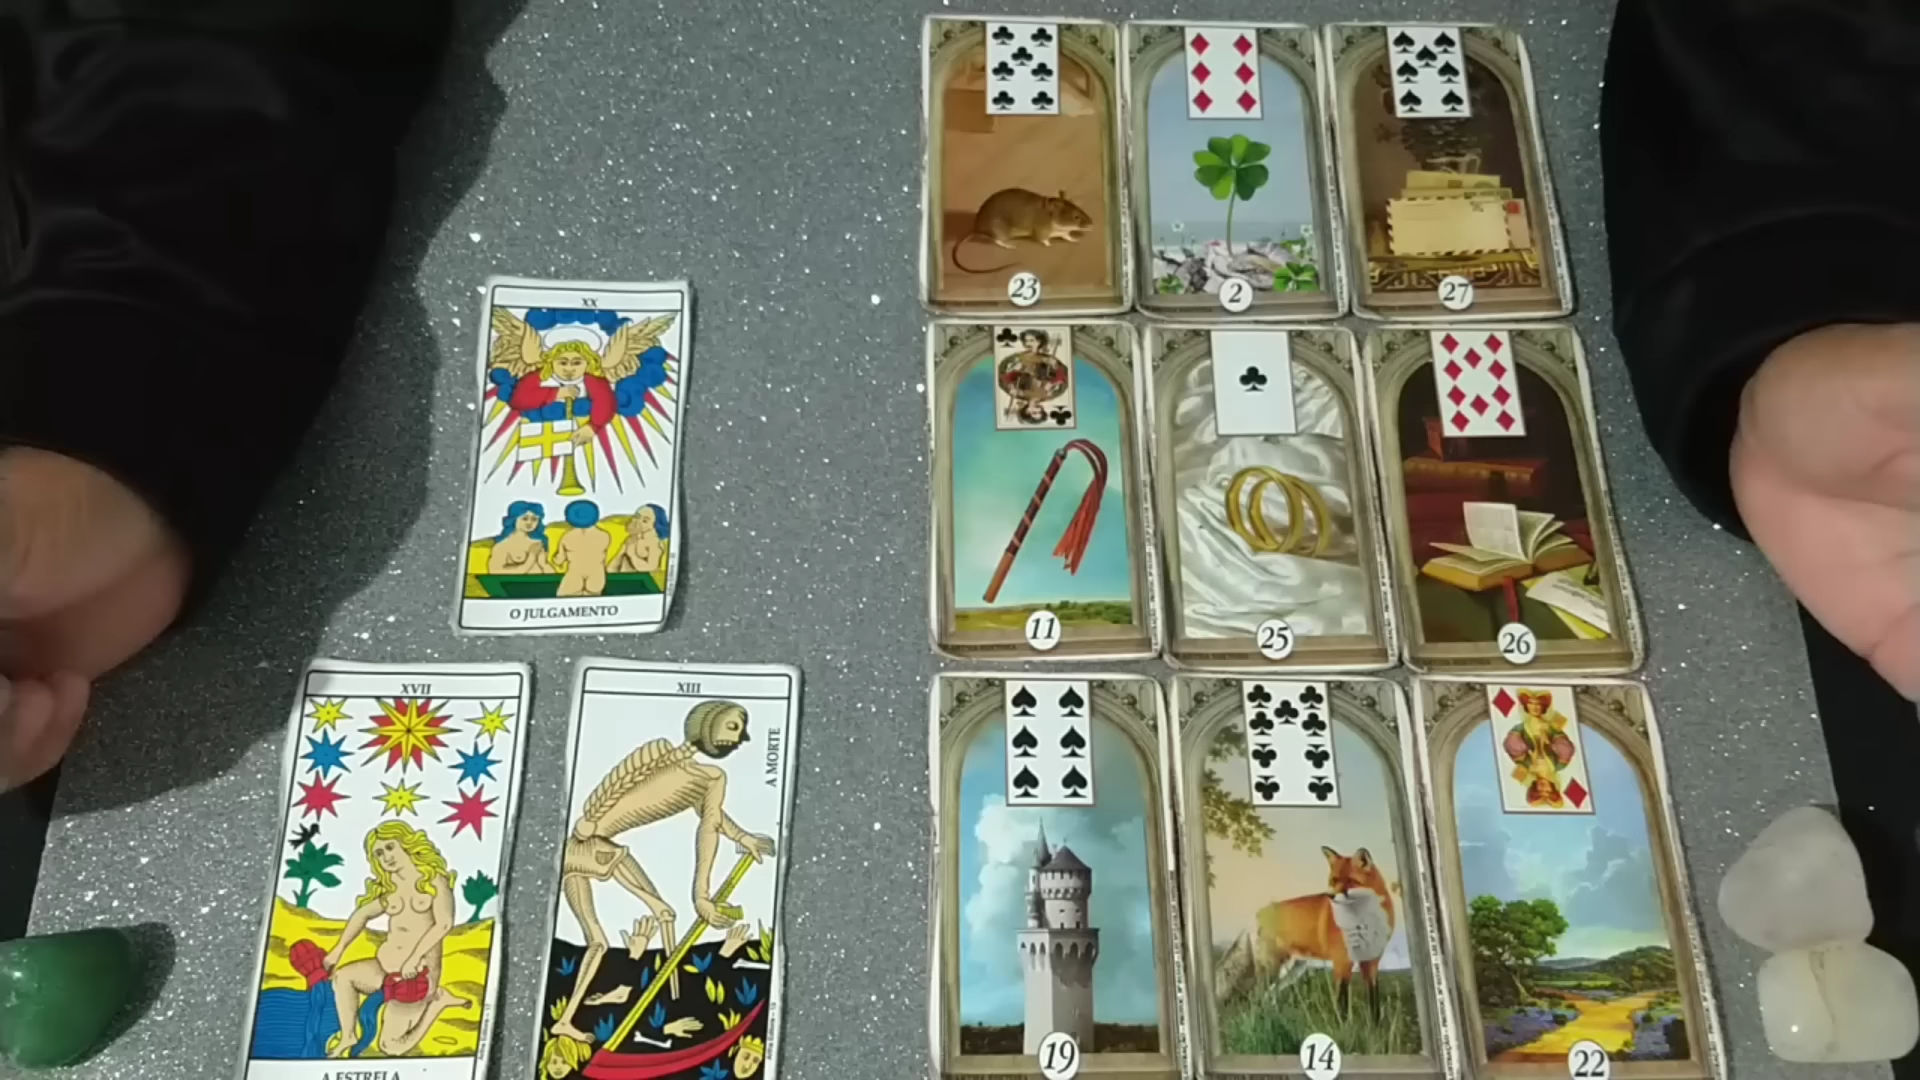 XX
O JULGAMENTO
XVII
A ESTRELA
XIII
A MORTE
23
2
27
11
25
26
19
14
22